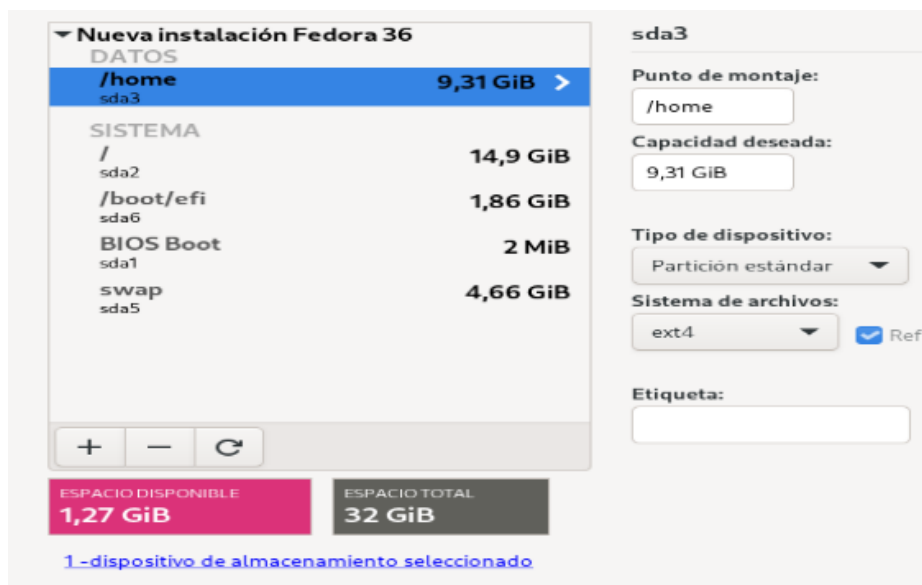 Nueva instalación Fedora 36
DATOS
/home 9,31 GiB
sda3
SISTEMA
/ 14,9 GiB
sda2
/boot/efi 1,86 GiB
sda6
BIOS Boot 2 MiB
sda1
swap 4,66 GiB
sda5
ESPACIO DISPONIBLE
1,27 GiB
ESPACIO TOTAL
32 GiB
1 -dispositivo de almacenamiento seleccionado
sda3
Punto de montaje:
/home
Capacidad deseada:
9,31 GiB
Tipo de dispositivo:
Partición estándar
Sistema de archivos:
ext4 Ref
Etiqueta: